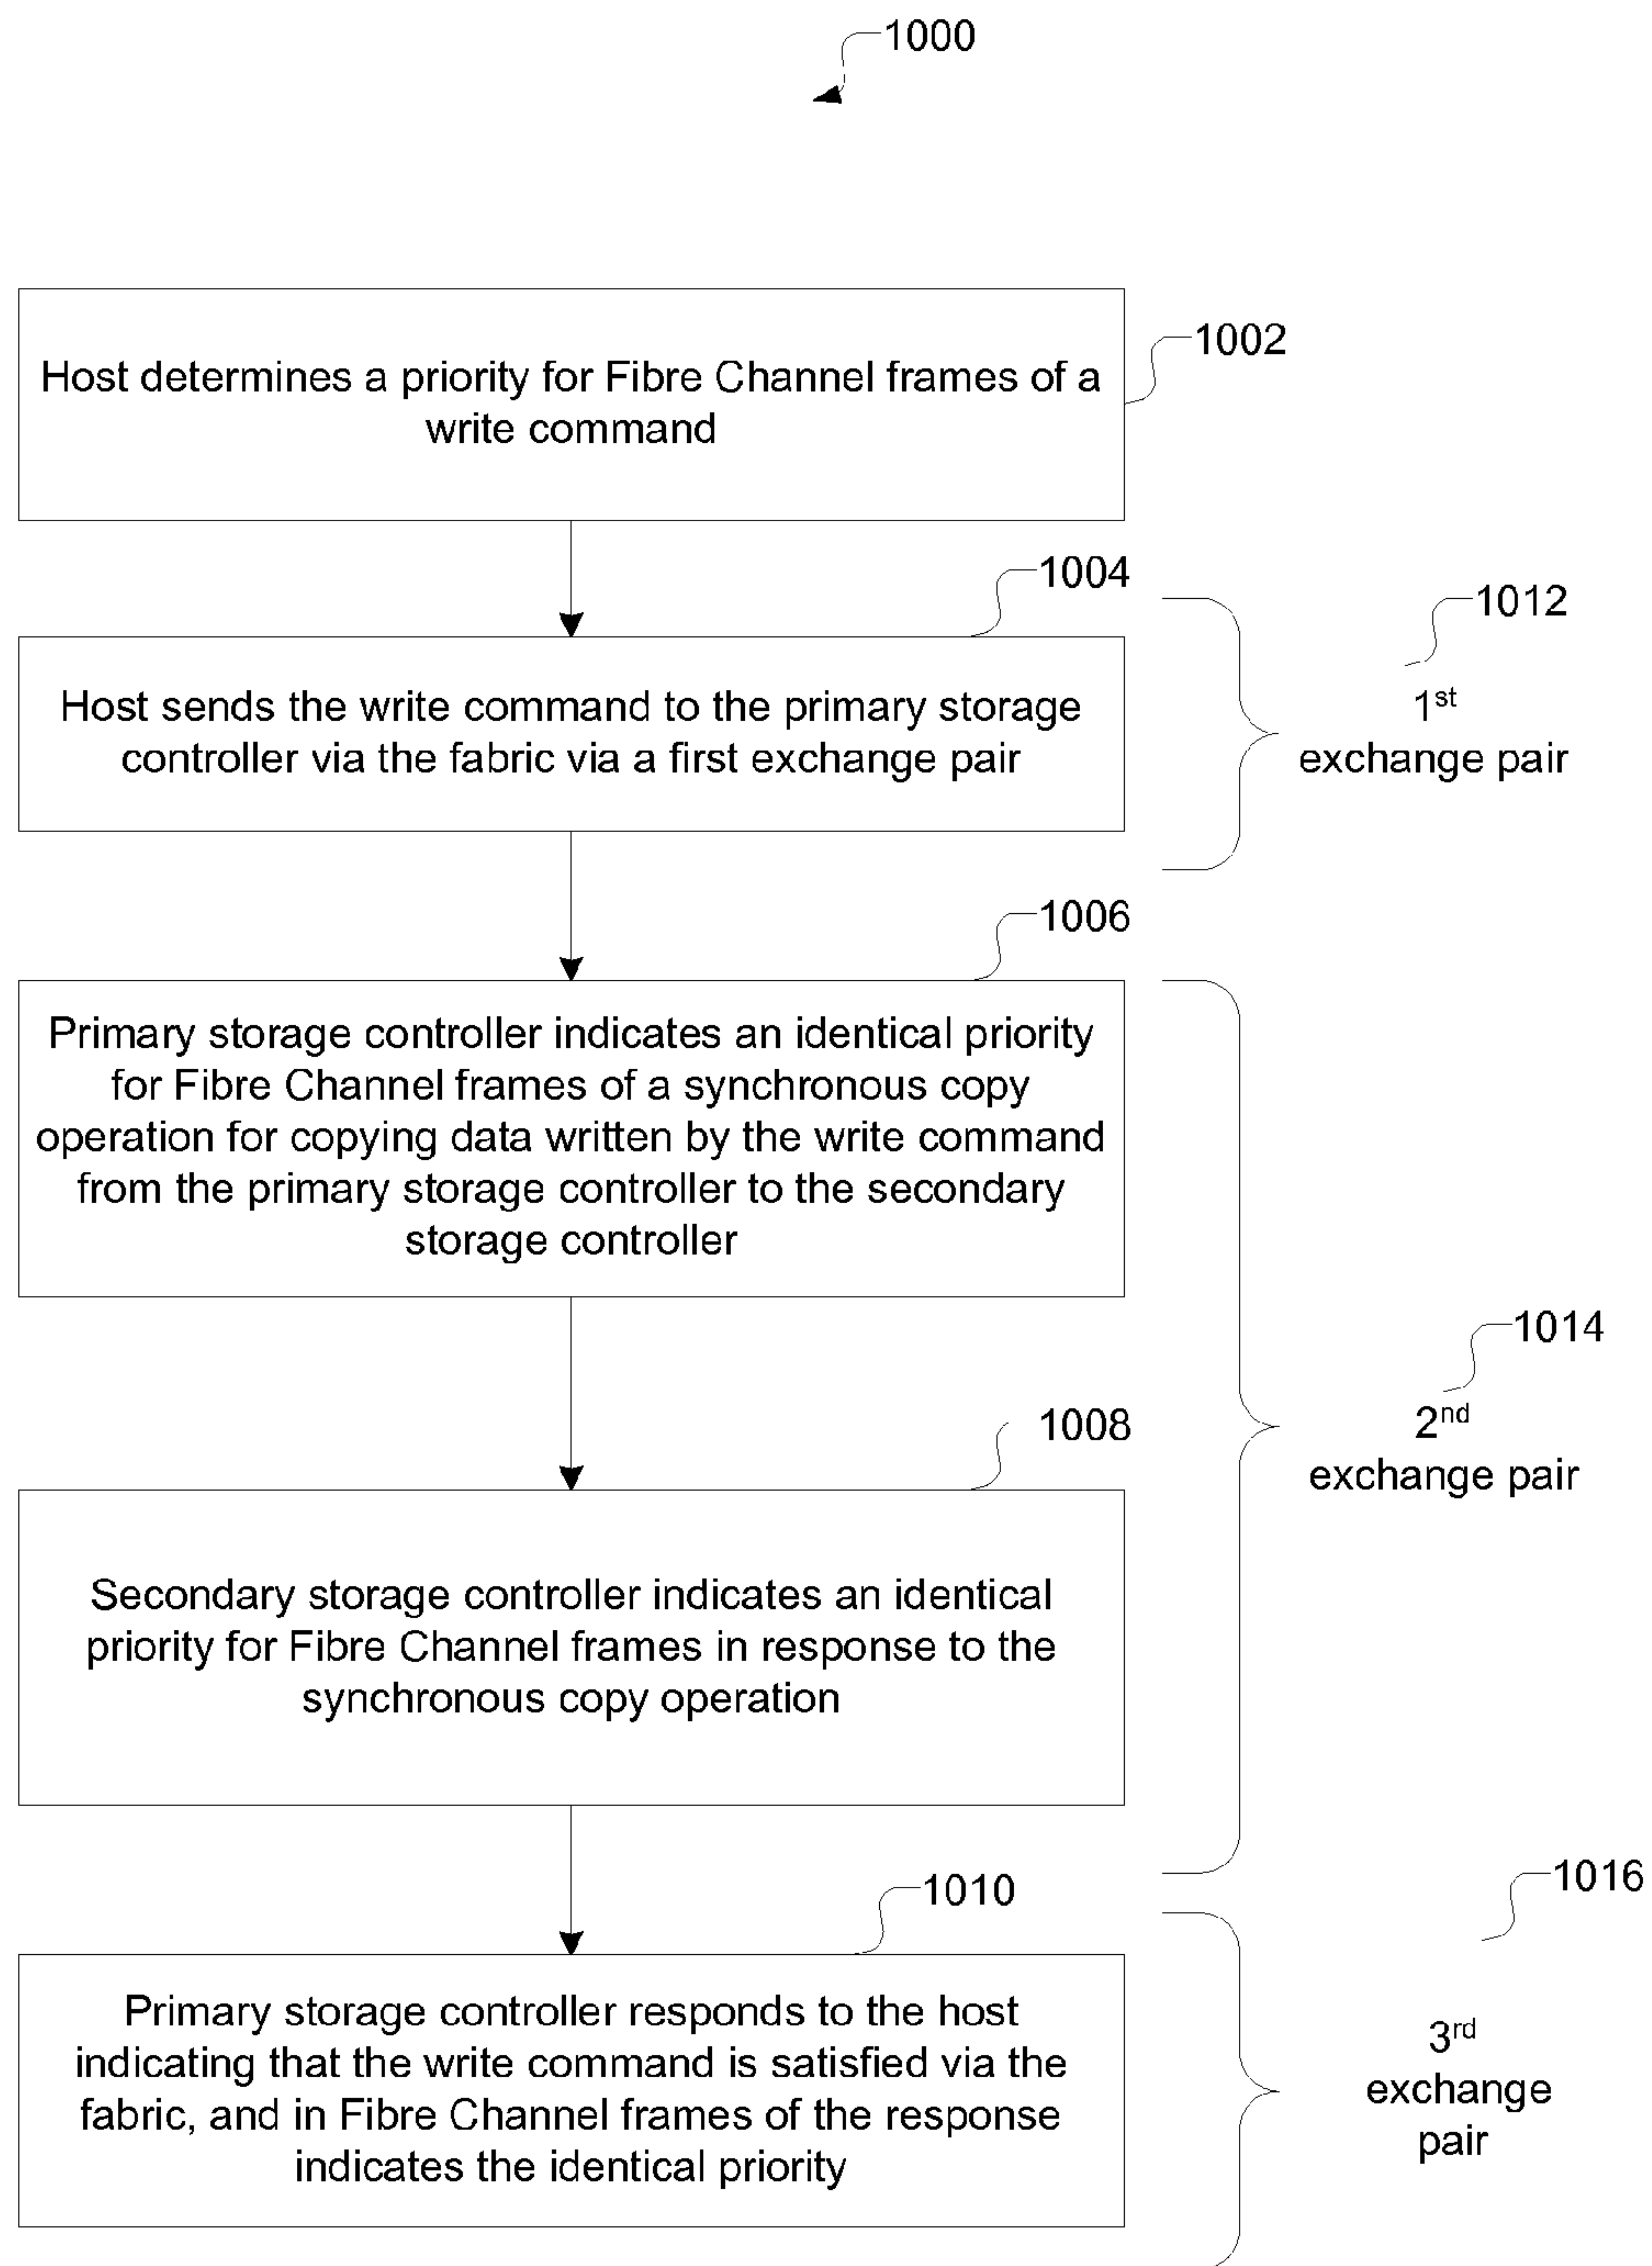 1000
1002
Host determines a priority for Fibre Channel frames of a
write command
1004
1012
Host sends the write command to the primary storage
controller via the fabric via a first exchange pair
1st
exchange pair
1006
Primary storage controller indicates an identical priority
for Fibre Channel frames of a synchronous copy
operation for copying data written by the write command
from the primary storage controller to the secondary
storage controller
1014
1008
2nd
exchange pair
Secondary storage controller indicates an identical
priority for Fibre Channel frames in response to the
synchronous copy operation
1010
1016
Primary storage controller responds to the host
indicating that the write command is satisfied via the
fabric, and in Fibre Channel frames of the response
indicates the identical priority
3rd
exchange
pair